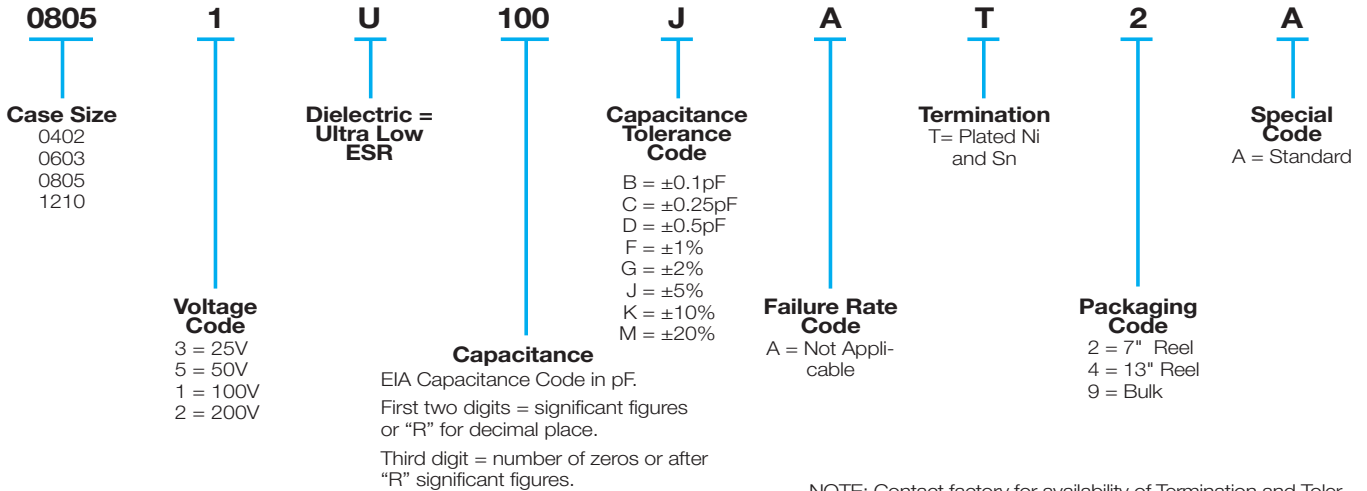 0805 1 U 100 J A T 2 A
Case Size
0402
0603
0805
1210
Voltage
Code
3 = 25V
5 = 50V
1 = 100V
2 = 200V
Dielectric =
Ultra Low
ESR
Capacitance
EIA Capacitance Code in pF.
First two digits = significant figures
or “R” for decimal place.
Third digit = number of zeros or after
“R” significant figures.
Capacitance
Tolerance
Code
B = ±0.1pF
C = ±0.25pF
D = ±0.5pF
F = ±1%
G = ±2%
J = ±5%
K = ±10%
M = ±20%
Failure Rate
Code
A = Not Appli-
cable
Termination
T= Plated Ni
and Sn
Packaging
Code
2 = 7" Reel
4 = 13" Reel
9 = Bulk
Special
Code
A = Standard
NOTE: Contact factory for availability of Termination and Toler-